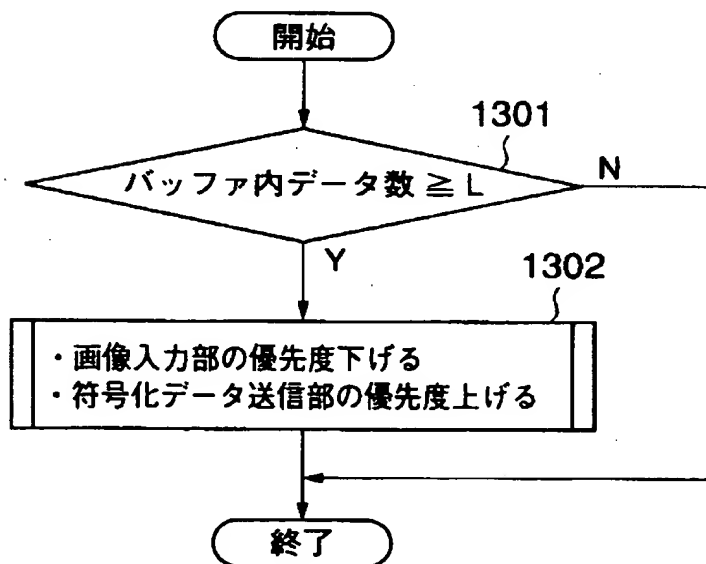 開始
1301
バッファ内データ数 ≧ L
N
Y
1302
・画像入力部の優先度下げる
・符号化データ送信部の優先度上げる
終了